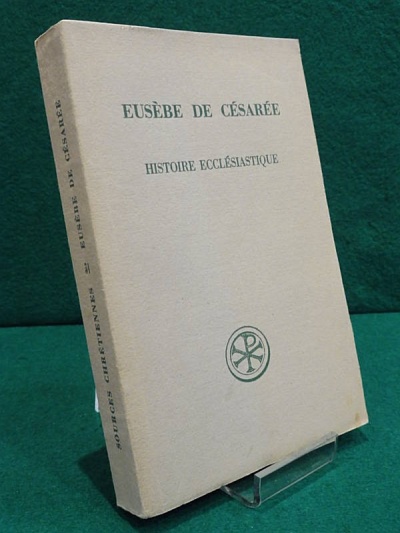 EUSÈBE DE CÉSARÉE
HISTOIRE ECCLÉSIASTIQUE
SOURCES CHRÉTIENNES EUSÈBE DE CÉSARÉE